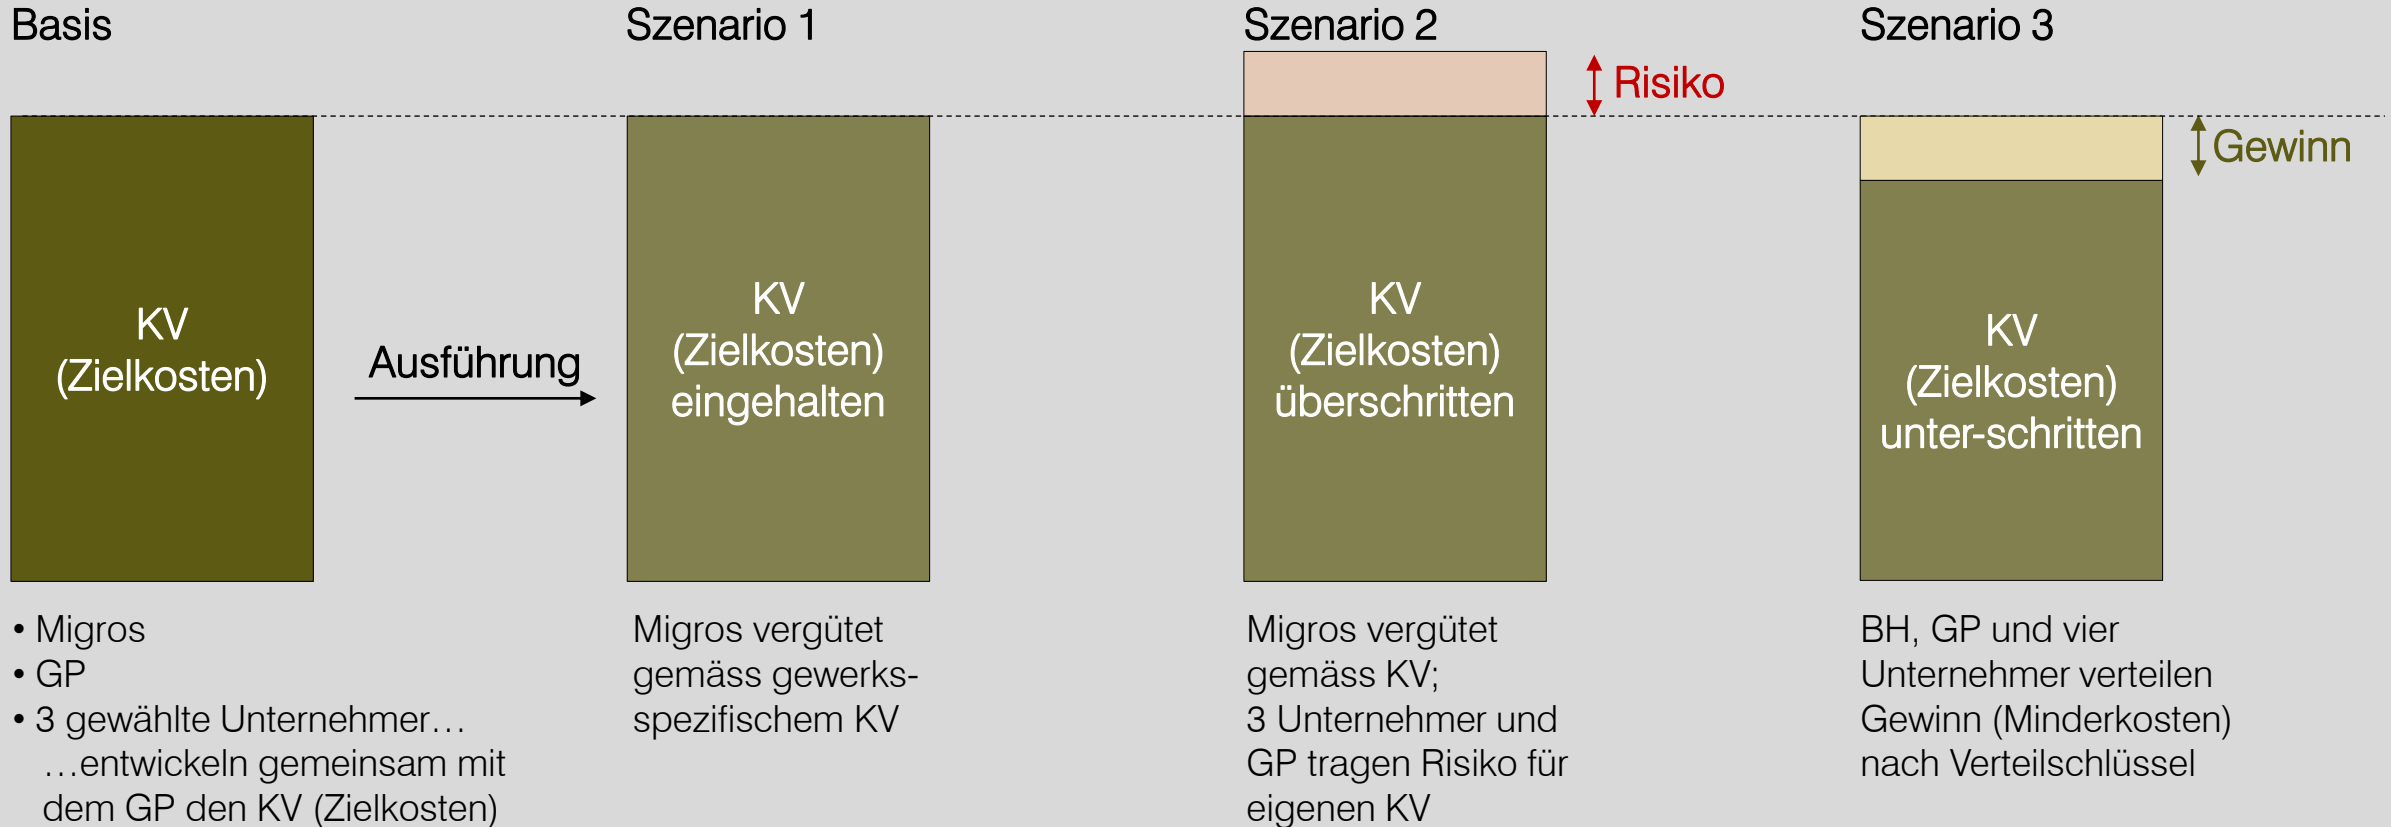 Basis
KV
(Zielkosten)
• Migros
• GP
• 3 gewählte Unternehmer…
…entwickeln gemeinsam mit
dem GP den KV (Zielkosten)
Ausführung
Szenario 1
KV
(Zielkosten)
eingehalten
Migros vergütet
gemäss gewerks-
spezifischem KV
Szenario 2
Risiko
KV
(Zielkosten)
überschritten
Migros vergütet
gemäss KV;
3 Unternehmer und
GP tragen Risiko für
eigenen KV
Szenario 3
Gewinn
KV
(Zielkosten)
unter-schritten
BH, GP und vier
Unternehmer verteilen
Gewinn (Minderkosten)
nach Verteilschlüssel